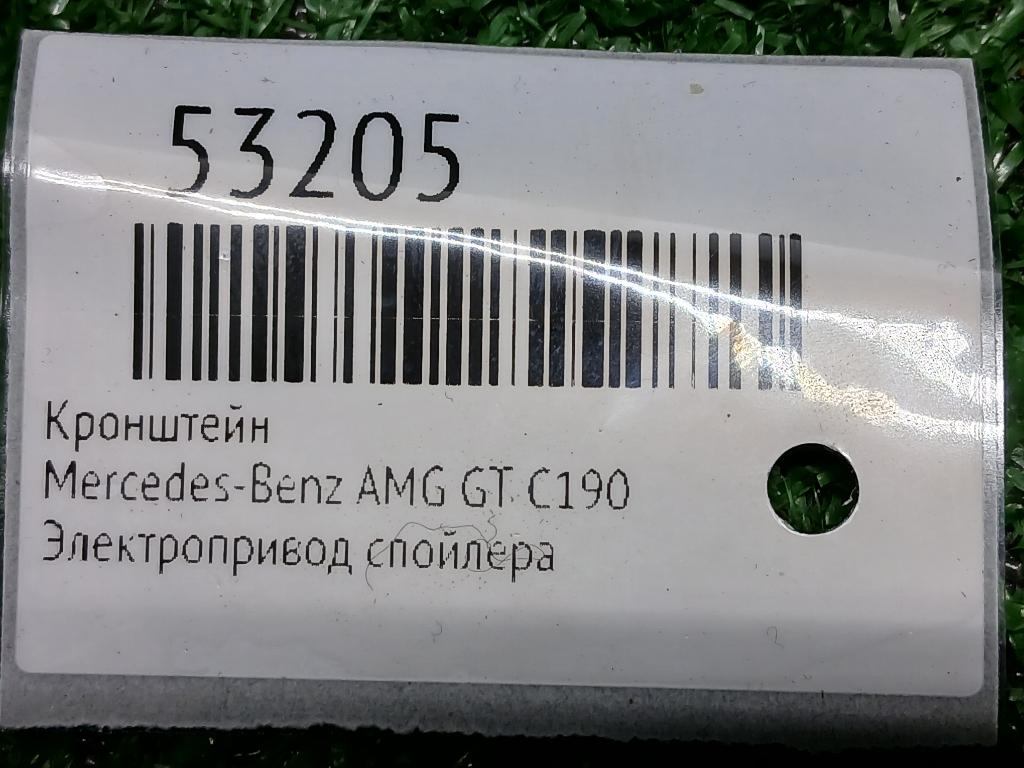 53205
Кронштейн
Mercedes-Benz AMG GT C190
Электропривод спойлера